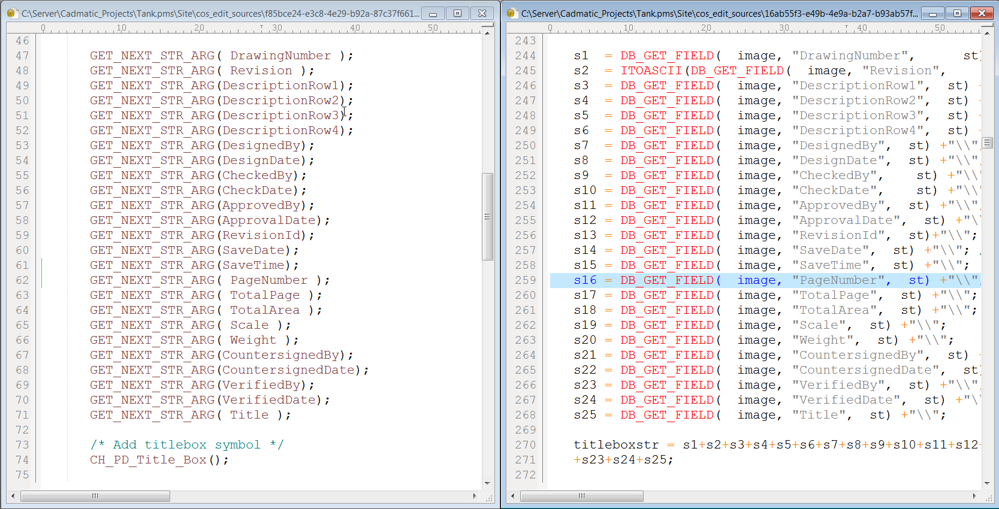 C:\Server\Cadmatic_Projects\Tank.pms\Site\cos_edit_sources\f85bce24-e3c8-4e29-b92a-87c37f661...
0 10 20 30 40 50
46
47 GET_NEXT_STR_ARG( DrawingNumber );
48 GET_NEXT_STR_ARG( Revision );
49 GET_NEXT_STR_ARG(DescriptionRow1);
50 GET_NEXT_STR_ARG(DescriptionRow2);
51 GET_NEXT_STR_ARG(DescriptionRow3);
52 GET_NEXT_STR_ARG(DescriptionRow4);
53 GET_NEXT_STR_ARG(DesignedBy);
54 GET_NEXT_STR_ARG(DesignDate);
55 GET_NEXT_STR_ARG(CheckedBy);
56 GET_NEXT_STR_ARG(CheckDate);
57 GET_NEXT_STR_ARG(ApprovedBy);
58 GET_NEXT_STR_ARG(ApprovalDate);
59 GET_NEXT_STR_ARG(RevisionId);
60 GET_NEXT_STR_ARG(SaveDate);
61 GET_NEXT_STR_ARG(SaveTime);
62 GET_NEXT_STR_ARG( PageNumber );
63 GET_NEXT_STR_ARG( TotalPage );
64 GET_NEXT_STR_ARG( TotalArea );
65 GET_NEXT_STR_ARG( Scale );
66 GET_NEXT_STR_ARG( Weight );
67 GET_NEXT_STR_ARG(CountersignedBy);
68 GET_NEXT_STR_ARG(CountersignedDate);
69 GET_NEXT_STR_ARG(VerifiedBy);
70 GET_NEXT_STR_ARG(VerifiedDate);
71 GET_NEXT_STR_ARG( Title );
72
73 /* Add titlebox symbol */
74 CH_PD_Title_Box();
75
C:\Server\Cadmatic_Projects\Tank.pms\Site\cos_edit_sources\16ab55f3-e49b-4e9a-b2a7-b93ab57f...
0 10 20 30 40 50
243
244 s1 = DB_GET_FIELD( image, "DrawingNumber", st)
245 s2 = ITOASCII(DB_GET_FIELD( image, "Revision",
246 s3 = DB_GET_FIELD( image, "DescriptionRow1", st) +
247 s4 = DB_GET_FIELD( image, "DescriptionRow2", st) +
248 s5 = DB_GET_FIELD( image, "DescriptionRow3", st) +
249 s6 = DB_GET_FIELD( image, "DescriptionRow4", st) +
250 s7 = DB_GET_FIELD( image, "DesignedBy", st) +"\\"
251 s8 = DB_GET_FIELD( image, "DesignDate", st) +"\\"
252 s9 = DB_GET_FIELD( image, "CheckedBy", st) +"\\
253 s10 = DB_GET_FIELD( image, "CheckDate", st) +"\\
254 s11 = DB_GET_FIELD( image, "ApprovedBy", st) +"\\"
255 s12 = DB_GET_FIELD( image, "ApprovalDate", st) +"\
256 s13 = DB_GET_FIELD( image, "RevisionId", st)+"\\";
257 s14 = DB_GET_FIELD( image, "SaveDate", st) +"\\"; /
258 s15 = DB_GET_FIELD( image, "SaveTime", st) +"\\";
259 s16 = DB_GET_FIELD( image, "PageNumber", st) +"\\"
260 s17 = DB_GET_FIELD( image, "TotalPage", st) +"\\";
261 s18 = DB_GET_FIELD( image, "TotalArea", st) +"\\";
262 s19 = DB_GET_FIELD( image, "Scale", st) +"\\";
263 s20 = DB_GET_FIELD( image, "Weight", st) +"\\";
264 s21 = DB_GET_FIELD( image, "CountersignedBy", st) +
265 s22 = DB_GET_FIELD( image, "CountersignedDate", st)
266 s23 = DB_GET_FIELD( image, "VerifiedBy", st) +"\\"
267 s24 = DB_GET_FIELD( image, "VerifiedDate", st) +"\
268 s25 = DB_GET_FIELD( image, "Title", st) +"\\";
269
270 titleboxstr = s1+s2+s3+s4+s5+s6+s7+s8+s9+s10+s11+s12+
271 +s23+s24+s25;
272